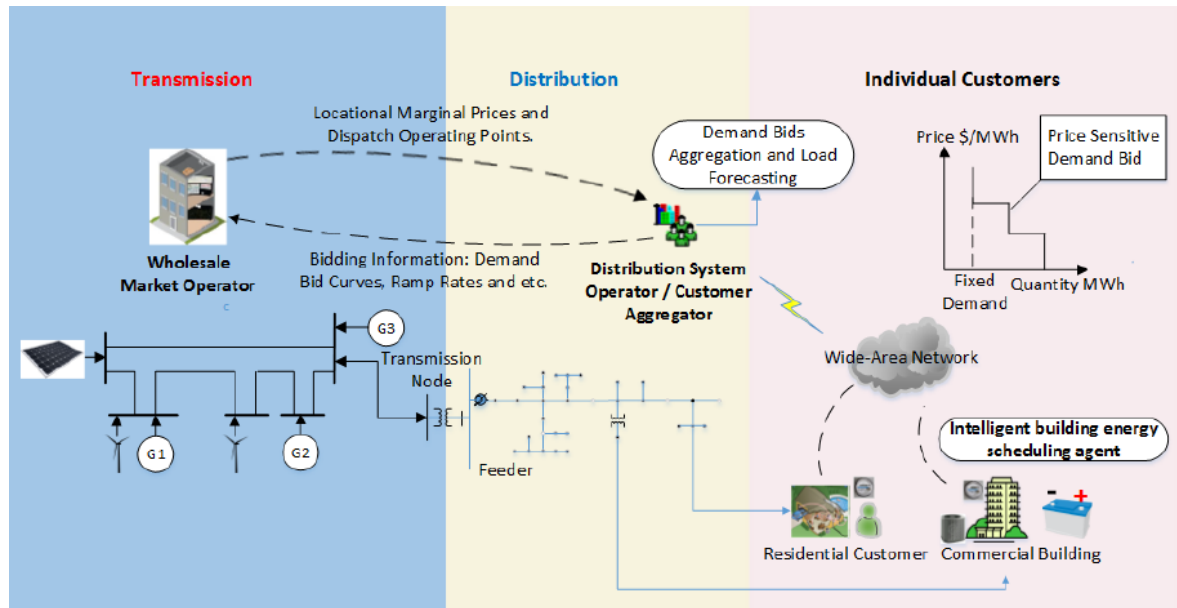 Transmission
Distribution
Individual Customers
Locational Marginal Prices and
Dispatch Operating Points.
Demand Bids
Aggregation and Load
Forecasting
Price $/MWh
Price Sensitive
Demand Bid
Wholesale
Market Operator
c
Bidding Information: Demand
Bid Curves, Ramp Rates and etc.
Distribution System
Operator / Customer
Aggregator
Fixed
Demand
Quantity MWh
G3
Transmission
Node
Wide-Area Network
G1
G2
Feeder
Intelligent building energy
scheduling agent
- +
Residential Customer
Commercial Building